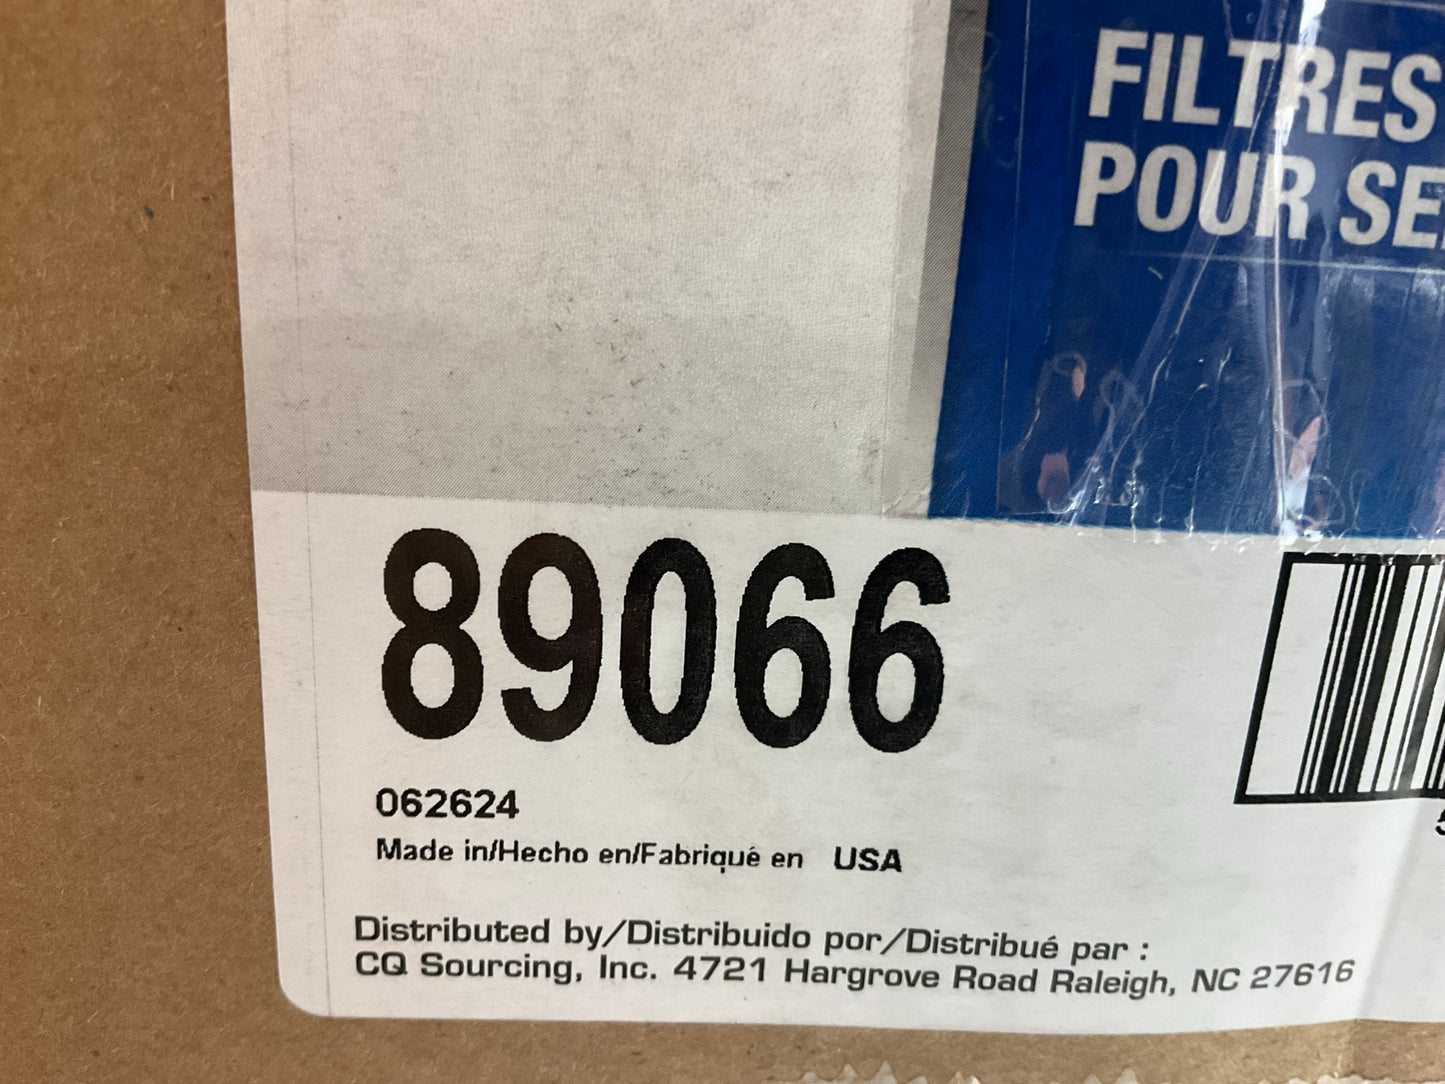 FILTRES
POUR
89066
062624
Made in/Hecho en/Fabriqué en USA
Distributed by/Distribuido por/Distribué par :
CQ Sourcing, Inc. 4721 Hargrove Road Raleigh, NC 27616